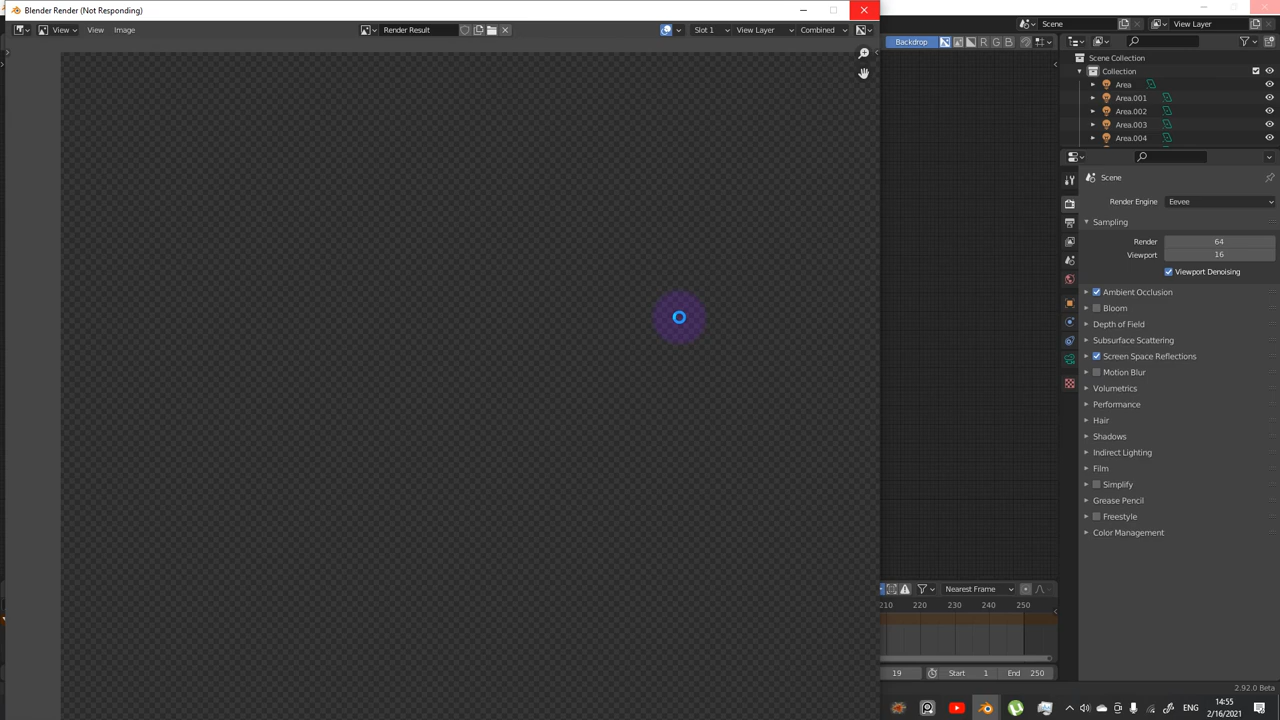 Blender Render (Not Responding)
View View Image Render Result Slot 1 View Layer Combined
Scene View Layer
Backdrop R G B
Scene Collection
Collection
Area
Area.001
Area.002
Area.003
Area.004
Scene
Render Engine Eevee
Sampling
Render 64
Viewport 16
Viewport Denoising
Ambient Occlusion
Bloom
Depth of Field
Subsurface Scattering
Screen Space Reflections
Motion Blur
Volumetrics
Performance
Hair
Shadows
Indirect Lighting
Film
Simplify
Grease Pencil
Freestyle
Color Management
Nearest Frame
210 220 230 240 250
19 Start 1 End 250
2.92.0 Beta
ENG 14:55
2/16/2021